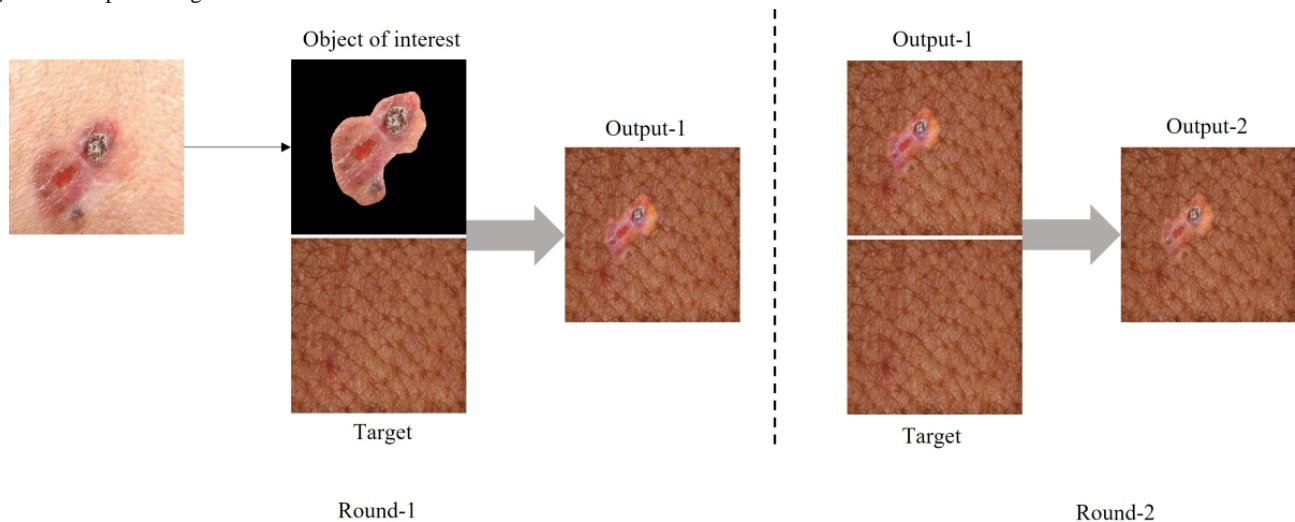 Object of interest
Output-1
Target
Round-1
Output-1
Output-2
Target
Round-2